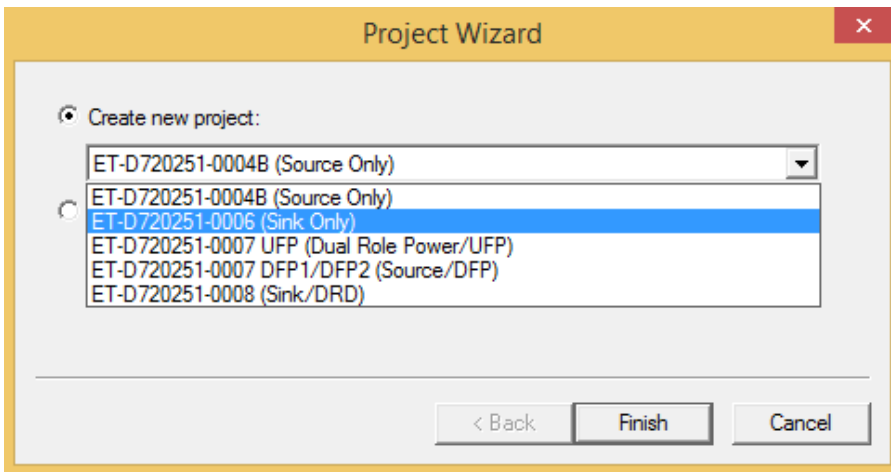 Project Wizard
Create new project:
ET-D720251-0004B (Source Only)
ET-D720251-0004B (Source Only)
ET-D720251-0006 (Sink Only)
ET-D720251-0007 UFP (Dual Role Power/UFP)
ET-D720251-0007 DFP1/DFP2 (Source/DFP)
ET-D720251-0008 (Sink/DRD)
< Back
Finish
Cancel